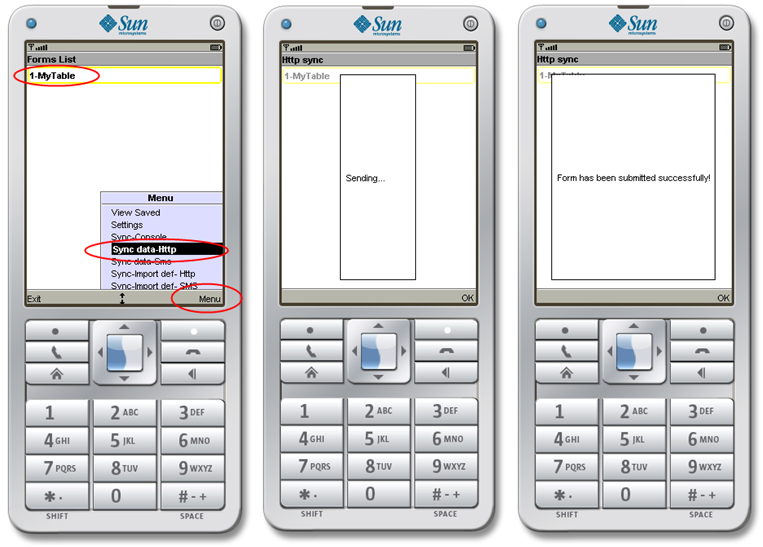 Sun
microsystems
Forms List
1-MyTable
Menu
View Saved
Settings
Sync-Console
Sync data-Http
Sync data-Sms
Sync-Import def- Http
Sync-Import def- SMS
Exit
Menu
1
2 ABC
3 DEF
4 GHI
5 JKL
6 MNO
7 PQRS
8 TUV
9 WXYZ
* .
0
# - +
SHIFT
SPACE
Sun
microsystems
Http sync
1-MyTable
Sending...
OK
1
2 ABC
3 DEF
4 GHI
5 JKL
6 MNO
7 PQRS
8 TUV
9 WXYZ
* .
0
# - +
SHIFT
SPACE
Sun
microsystems
Http sync
1-MyTable
Form has been submitted successfully!
OK
1
2 ABC
3 DEF
4 GHI
5 JKL
6 MNO
7 PQRS
8 TUV
9 WXYZ
* .
0
# - +
SHIFT
SPACE